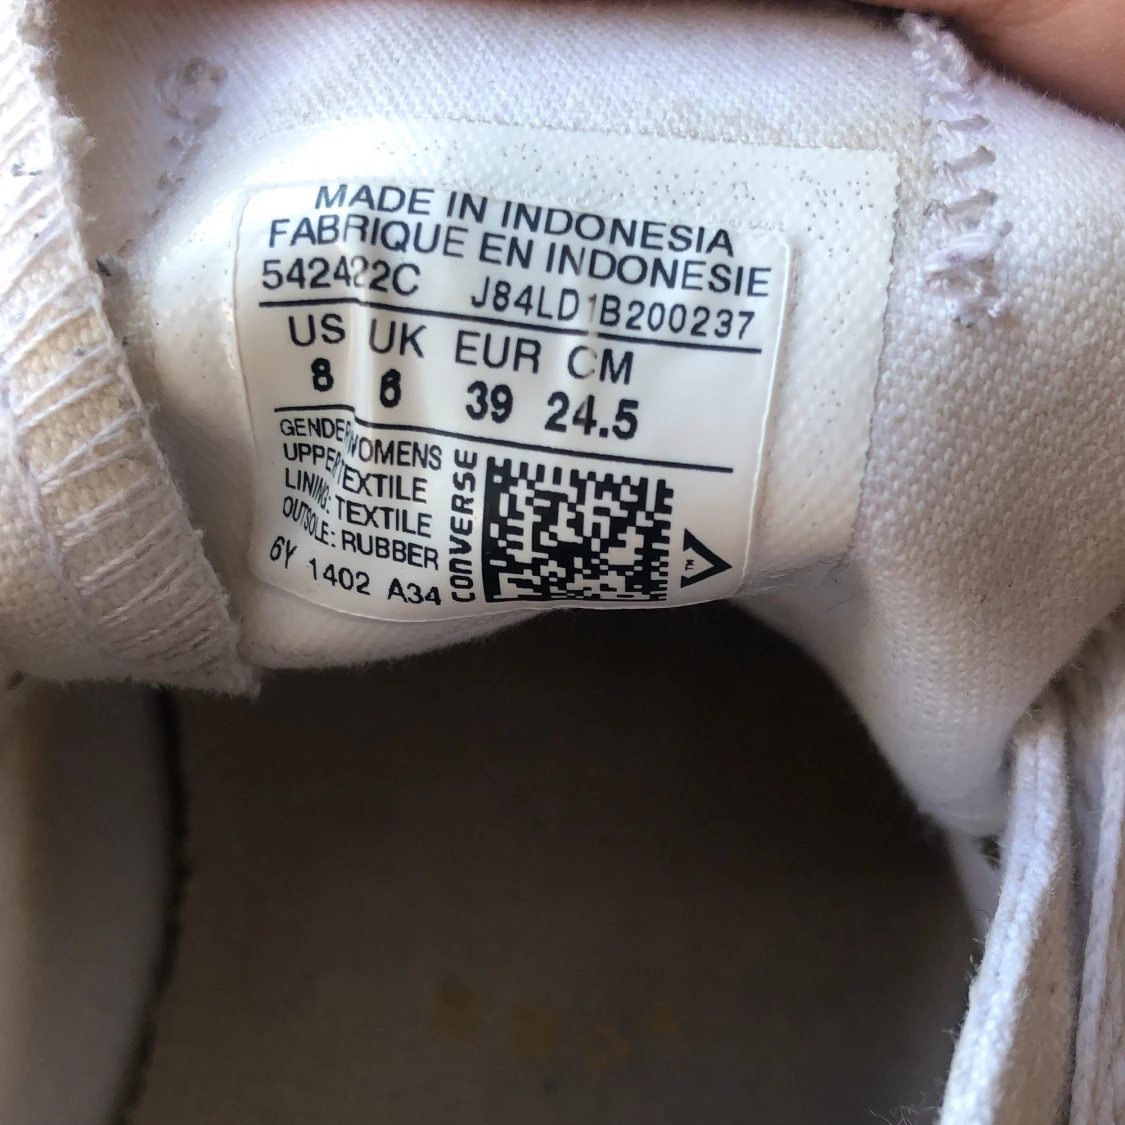 MADE IN INDONESIA
FABRIQUE EN INDONESIE
542422C J84LD1B200237
US UK EUR CM
8 6 39 24.5
GENDER WOMENS
UPPER TEXTILE
LINING: TEXTILE
OUTSOLE: RUBBER
6Y 1402 A34
CONVERSE
TM